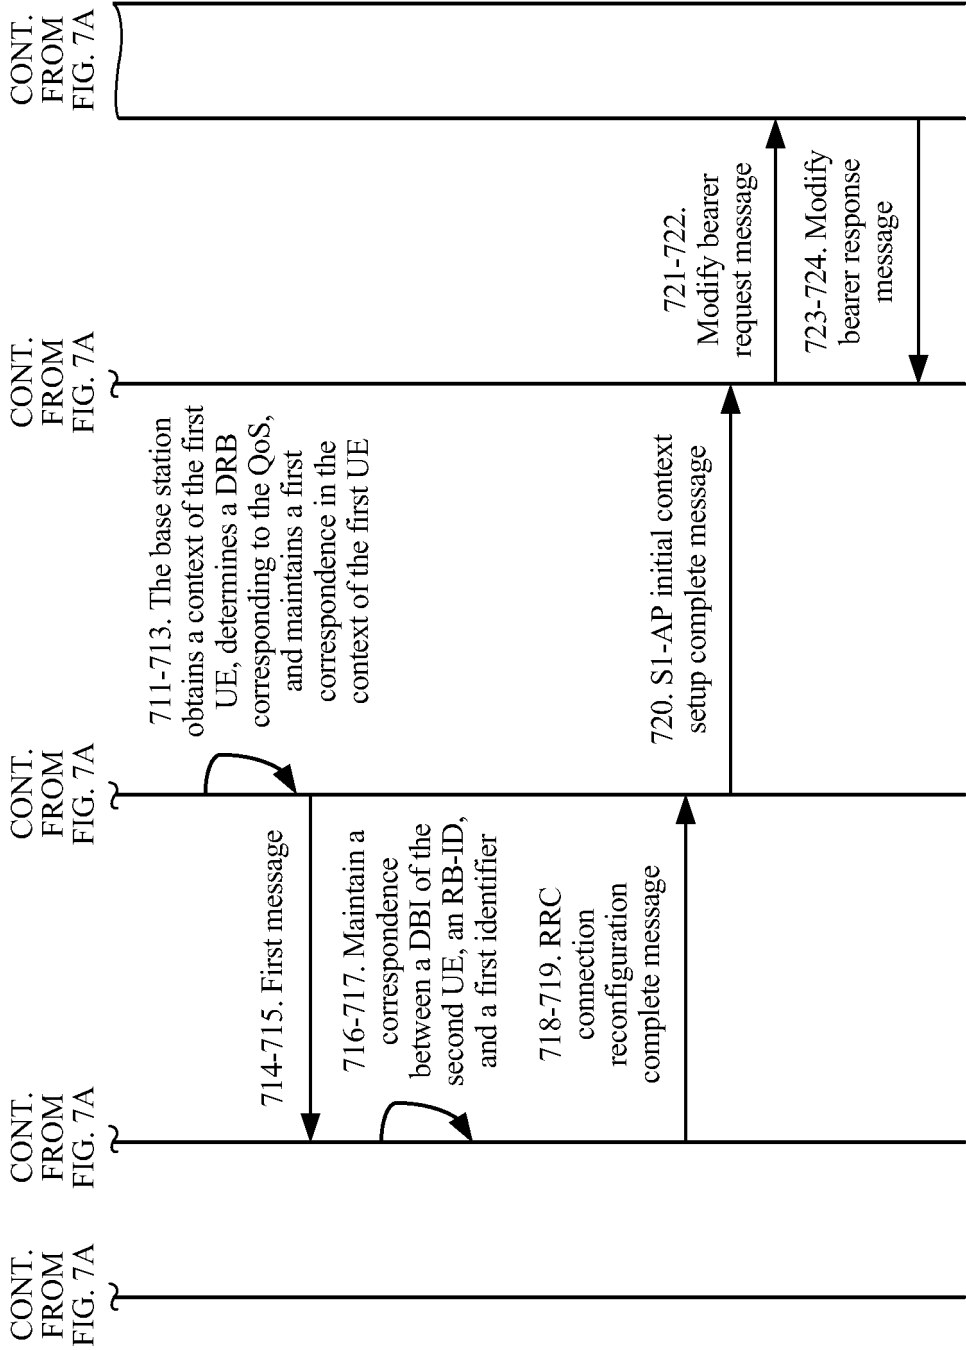 CONT.
FROM
FIG. 7A
CONT.
FROM
FIG. 7A
CONT.
FROM
FIG. 7A
CONT.
FROM
FIG. 7A
CONT.
FROM
FIG. 7A
711-713. The base station
obtains a context of the first
UE, determines a DRB
corresponding to the QoS,
and maintains a first
correspondence in the
context of the first UE
714-715. First message
716-717. Maintain a
correspondence
between a DBI of the
second UE, an RB-ID,
and a first identifier
718-719. RRC
connection
reconfiguration
complete message
720. S1-AP initial context
setup complete message
721-722.
Modify bearer
request message
723-724. Modify
bearer response
message